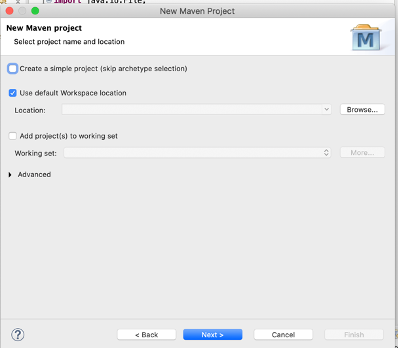 import java.io.File;
New Maven Project
New Maven project
Select project name and location
M
Create a simple project (skip archetype selection)
Use default Workspace location
Location:
Browse...
Add project(s) to working set
Working set:
More...
Advanced
?
< Back
Next >
Cancel
Finish